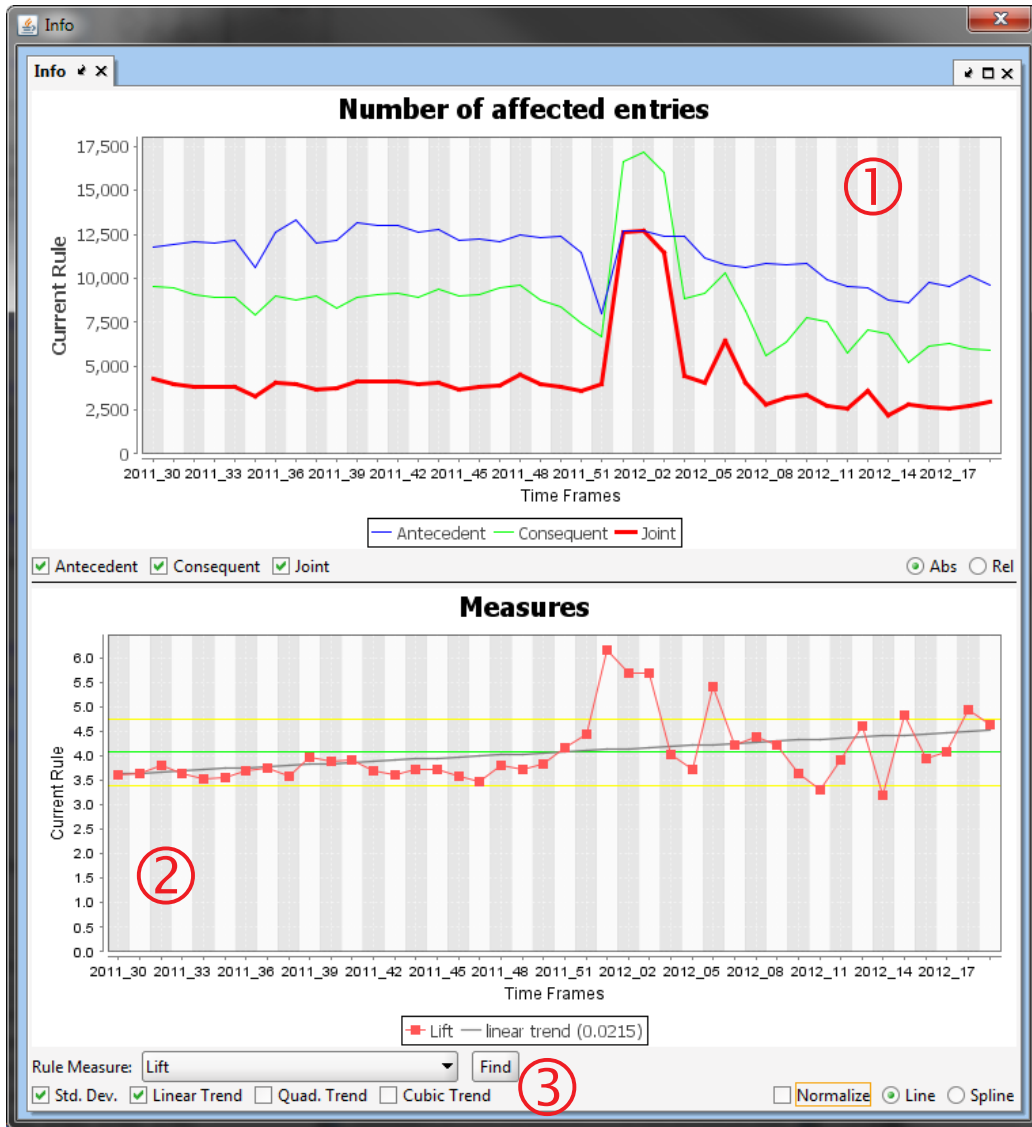 Info
Info
Number of affected entries
①
17,500
15,000
12,500
10,000
7,500
5,000
2,500
0
Current Rule
2011_30 2011_33 2011_36 2011_39 2011_42 2011_45 2011_48 2011_51 2012_02 2012_05 2012_08 2012_11 2012_14 2012_17
Time Frames
Antecedent Consequent Joint
Antecedent Consequent Joint Abs Rel
Measures
6.0
5.5
5.0
4.5
4.0
3.5
3.0
2.5
2.0
1.5
1.0
0.5
0.0
Current Rule
②
2011_30 2011_33 2011_36 2011_39 2011_42 2011_45 2011_48 2011_51 2012_02 2012_05 2012_08 2012_11 2012_14 2012_17
Time Frames
Lift linear trend (0.0215)
Rule Measure: Lift Find
③
Std. Dev. Linear Trend Quad. Trend Cubic Trend Normalize Line Spline